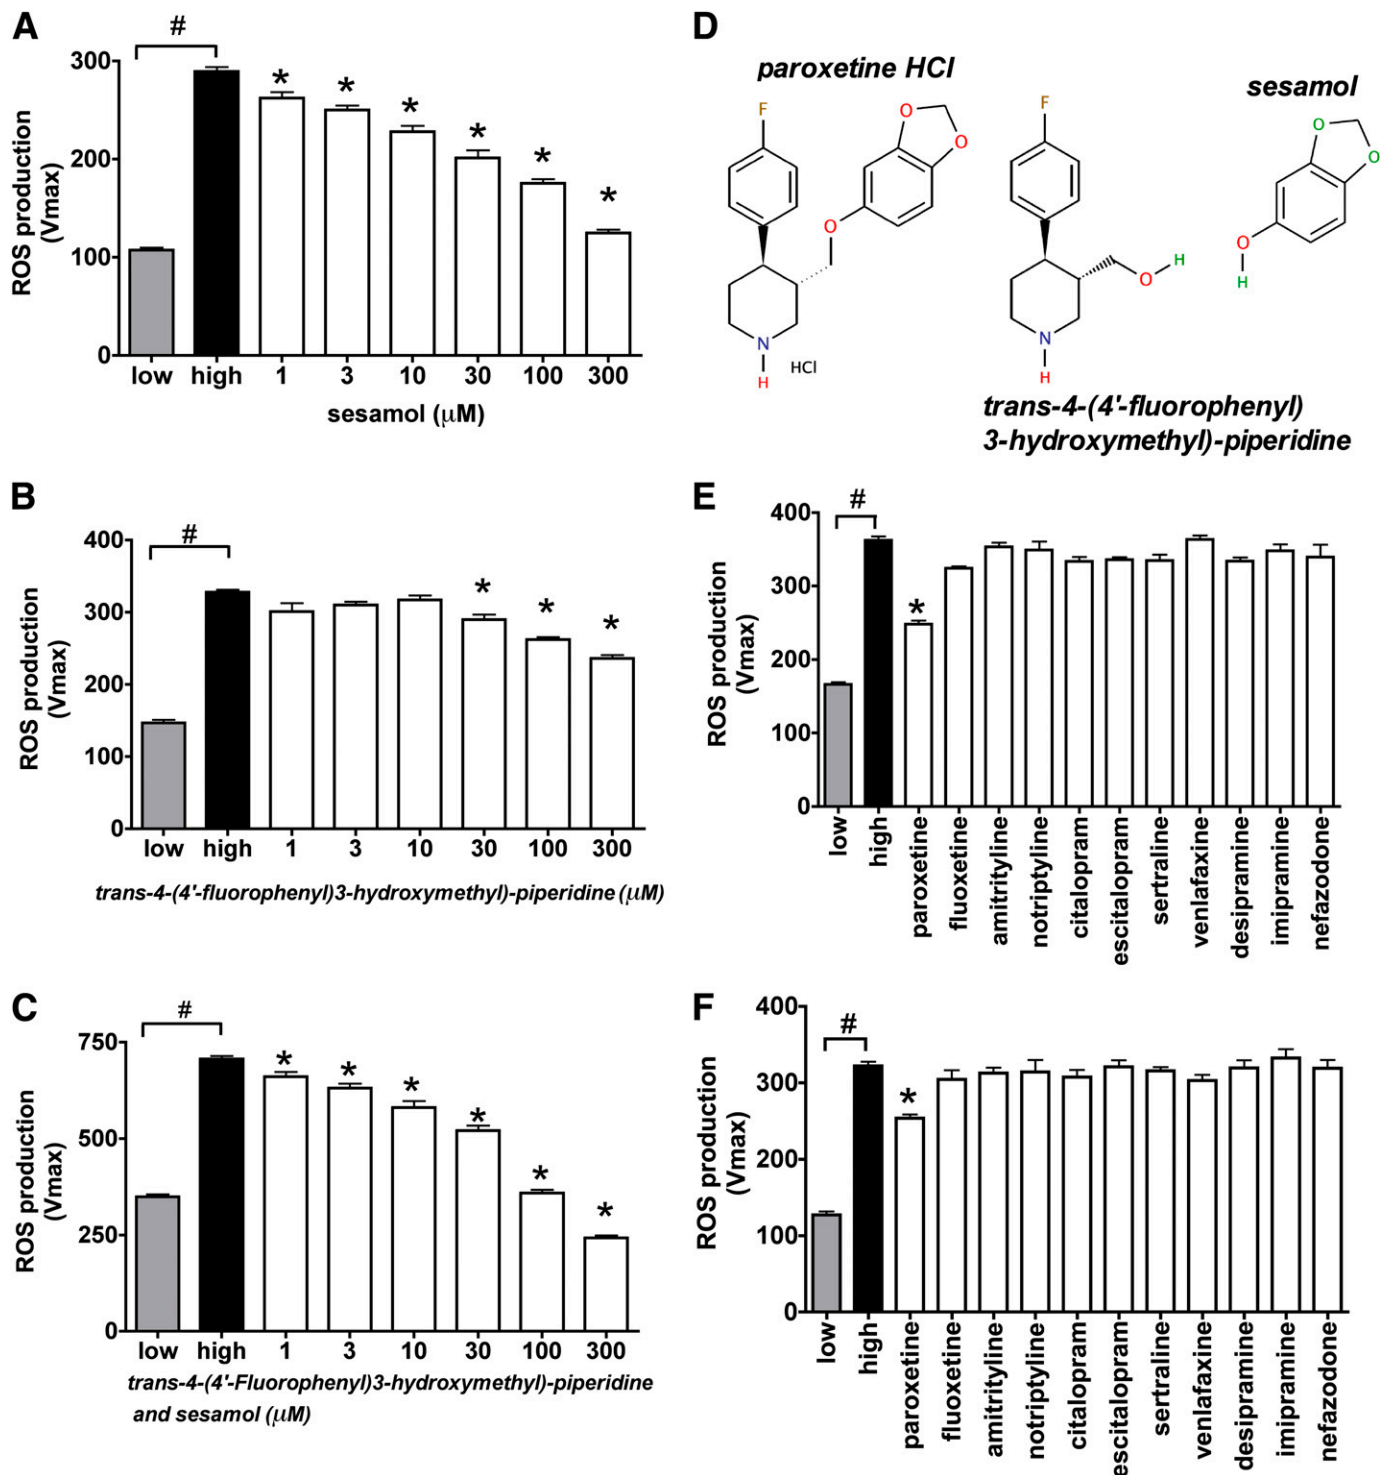 A
#
300
200
100
0
ROS production
(Vmax)
* * * * * *
low high 1 3 10 30 100 300
sesamol (μM)
B
#
400
300
200
100
0
ROS production
(Vmax)
* * *
low high 1 3 10 30 100 300
trans-4-(4'-fluorophenyl)3-hydroxymethyl)-piperidine (μM)
C
#
750
500
250
0
ROS production
(Vmax)
* * * * * *
low high 1 3 10 30 100 300
trans-4-(4'-Fluorophenyl)3-hydroxymethyl)-piperidine
and sesamol (μM)
D
paroxetine HCl
F
O
O
O
N
H
HCl
F
O
H
N
H
trans-4-(4'-fluorophenyl)
3-hydroxymethyl)-piperidine
sesamol
O
O
O
H
E
#
400
300
200
100
0
ROS production
(Vmax)
*
low
high
paroxetine
fluoxetine
amitrityline
notriptyline
citalopram
escitalopram
sertraline
venlafaxine
desipramine
imipramine
nefazodone
F
#
400
300
200
100
0
ROS production
(Vmax)
*
low
high
paroxetine
fluoxetine
amitrityline
notriptyline
citalopram
escitalopram
sertraline
venlafaxine
desipramine
imipramine
nefazodone